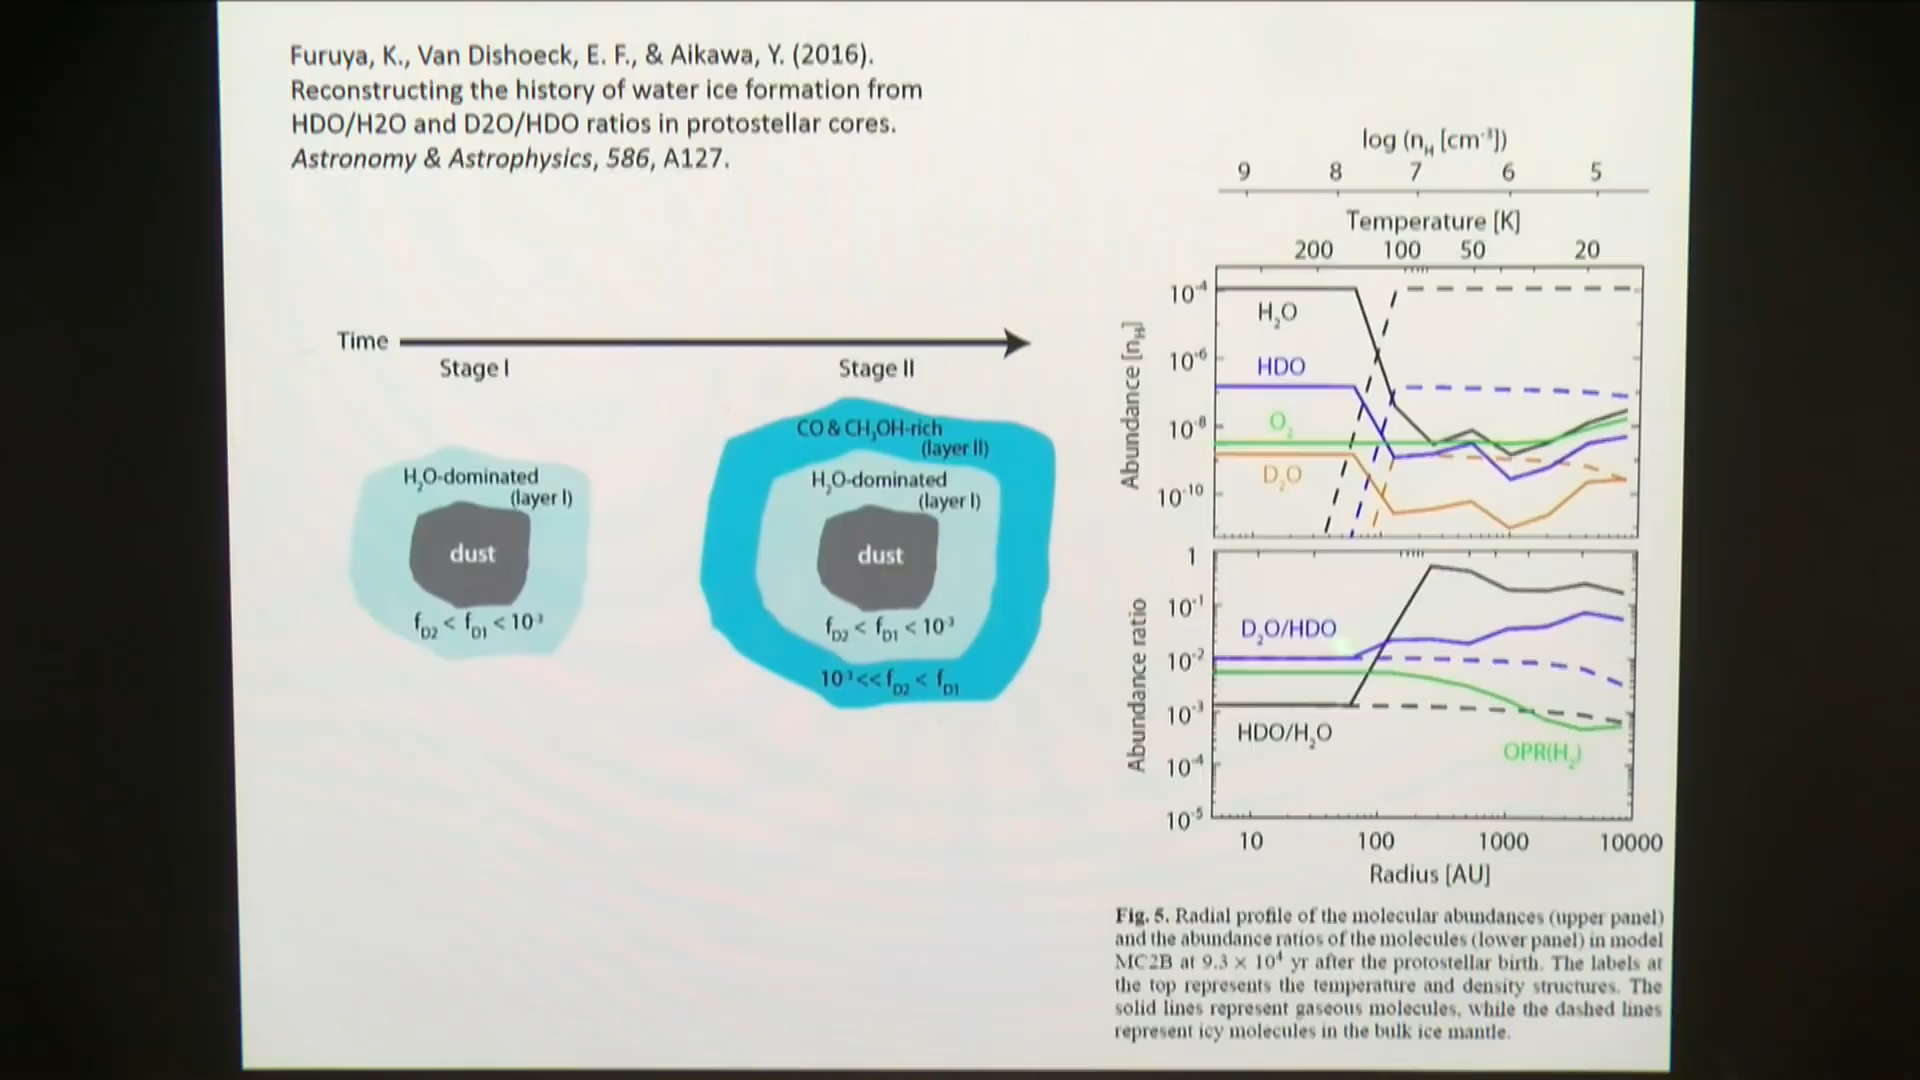 Furuya, K., Van Dishoeck, E. F., & Aikawa, Y. (2016).
Reconstructing the history of water ice formation from
HDO/H2O and D2O/HDO ratios in protostellar cores.
Astronomy & Astrophysics, 586, A127.
Time
Stage I
Stage II
H₂O-dominated
(layer I)
dust
f_D2 < f_D1 < 10⁻³
CO & CH₃OH-rich
(layer II)
H₂O-dominated
(layer I)
dust
f_D2 < f_D1 < 10⁻³
10⁻³ << f_D2 < f_D1
log (n_H [cm⁻³])
9 8 7 6 5
Temperature [K]
200 100 50 20
Abundance [n_H]
10⁻⁴
10⁻⁶
10⁻⁸
10⁻¹⁰
H₂O
HDO
O₂
D₂O
Abundance ratio
1
10⁻¹
10⁻²
10⁻³
10⁻⁴
10⁻⁵
D₂O/HDO
HDO/H₂O
OPR(H₂)
10 100 1000 10000
Radius [AU]
Fig. 5. Radial profile of the molecular abundances (upper panel)
and the abundance ratios of the molecules (lower panel) in model
MC2B at 9.3 × 10⁴ yr after the protostellar birth. The labels at
the top represents the temperature and density structures. The
solid lines represent gaseous molecules, while the dashed lines
represent icy molecules in the bulk ice mantle.